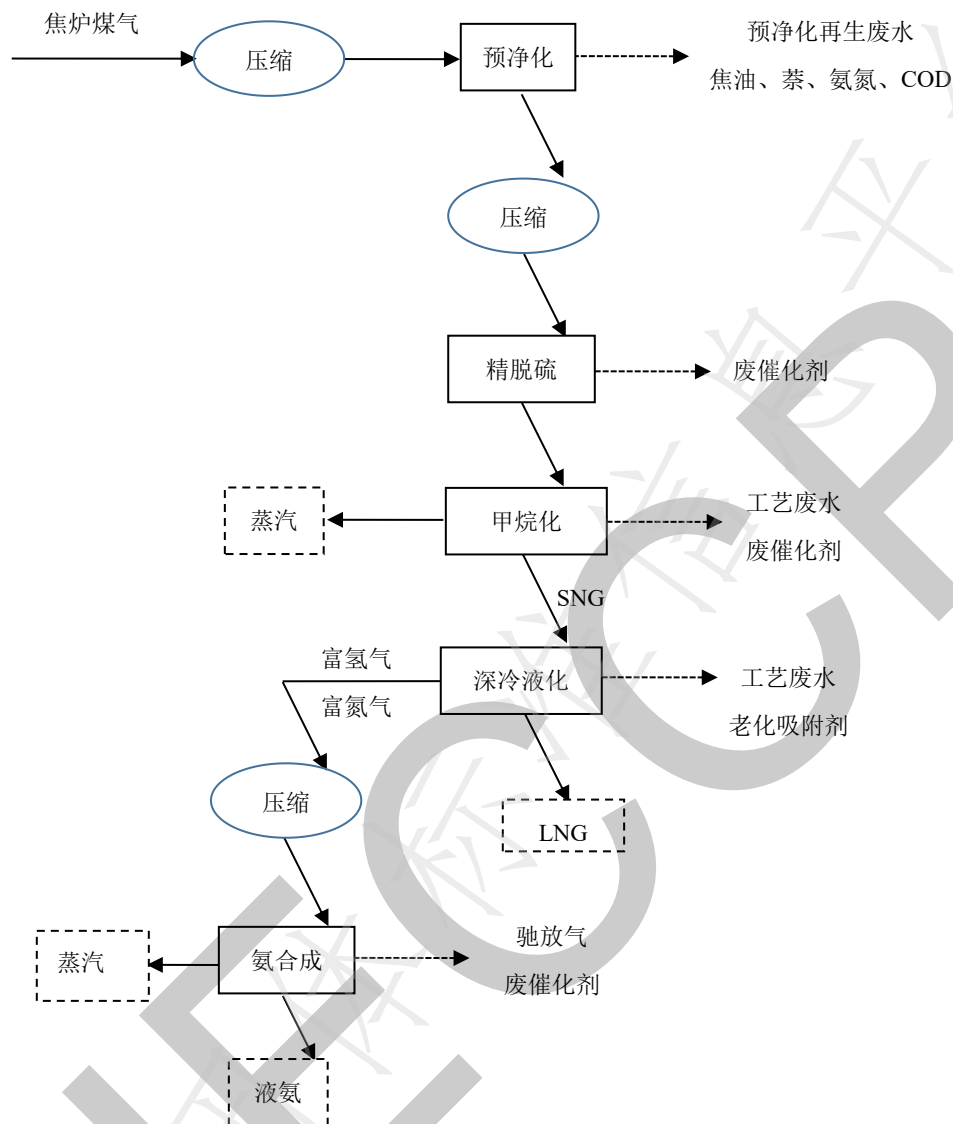 焦炉煤气
压缩
预净化
预净化再生废水
焦油、萘、氨氮、COD
压缩
精脱硫
废催化剂
蒸汽
甲烷化
工艺废水
废催化剂
SNG
富氢气
富氮气
深冷液化
工艺废水
老化吸附剂
压缩
LNG
蒸汽
氨合成
驰放气
废催化剂
液氨